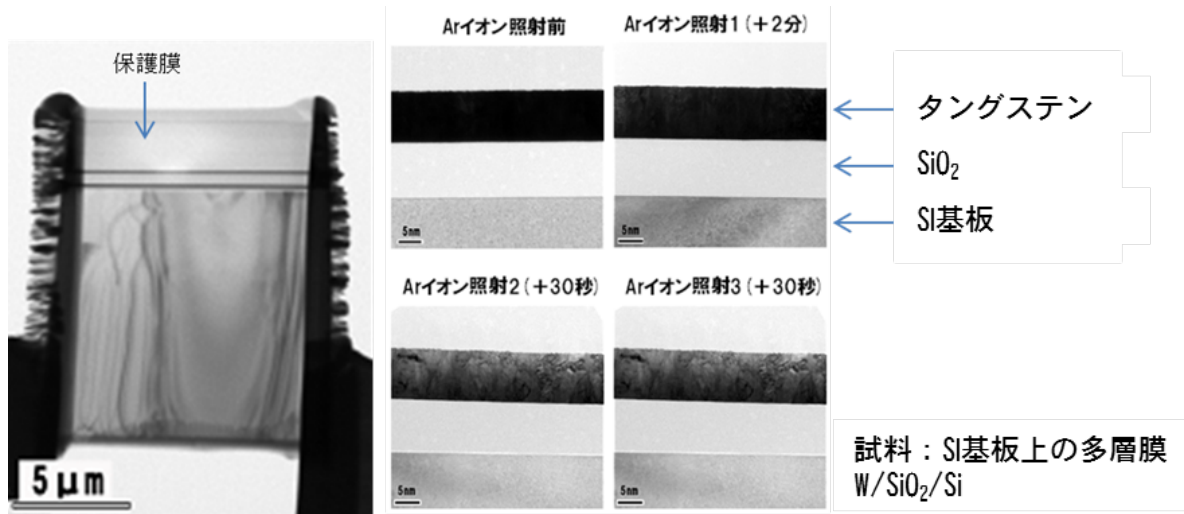 保護膜
5μm
Arイオン照射前
5nm
Arイオン照射1(+2分)
5nm
Arイオン照射2(+30秒)
5nm
Arイオン照射3(+30秒)
5nm
タングステン
SiO₂
SI基板
試料:SI基板上の多層膜
W/SiO₂/Si